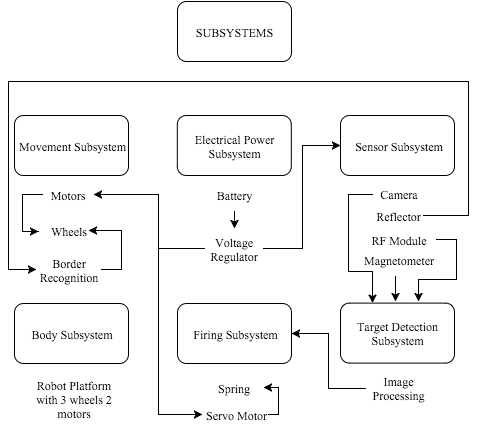 SUBSYSTEMS
Movement Subsystem
Electrical Power
Subsystem
Sensor Subsystem
Motors
Wheels
Border
Recognition
Battery
Voltage
Regulator
Camera
Reflector
RF Module
Magnetometer
Body Subsystem
Firing Subsystem
Target Detection
Subsystem
Robot Platform
with 3 wheels 2
motors
Spring
Servo Motor
Image
Processing